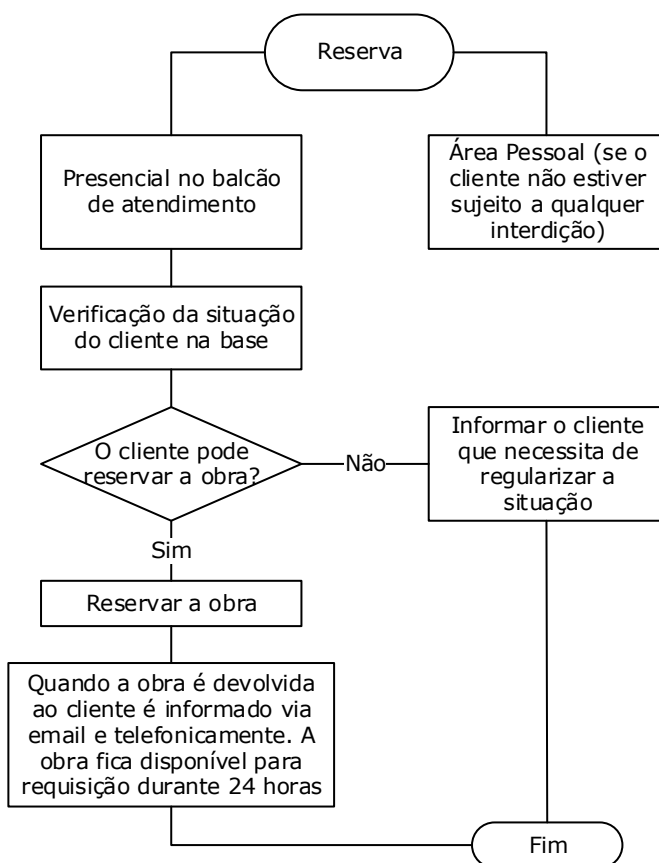 Reserva
Presencial no balcão
de atendimento
Área Pessoal (se o
cliente não estiver
sujeito a qualquer
interdição)
Verificação da situação
do cliente na base
O cliente pode
reservar a obra?
Não
Informar o cliente
que necessita de
regularizar a
situação
Sim
Reservar a obra
Quando a obra é devolvida
ao cliente é informado via
email e telefonicamente. A
obra fica disponível para
requisição durante 24 horas
Fim